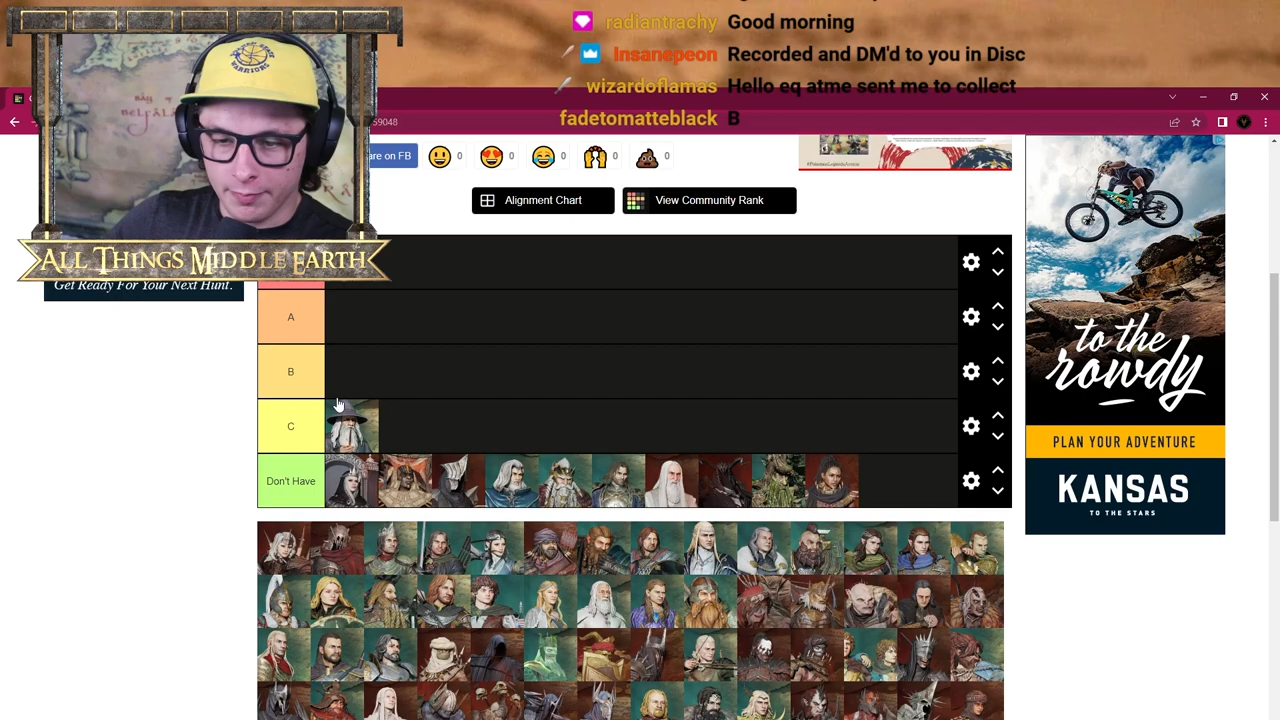 radiantrachy Good morning
Insanepeon Recorded and DM'd to you in Disc
wizardoflamas Hello eq atme sent me to collect
fadetomatteblack B
59048
are on FB
0
0
0
0
0
Alignment Chart
View Community Rank
ALL THINGS MIDDLE EARTH
Get Ready For Your Next Hunt.
A
B
C
Don't Have
to the
rowdy
PLAN YOUR ADVENTURE
KANSAS
TO THE STARS